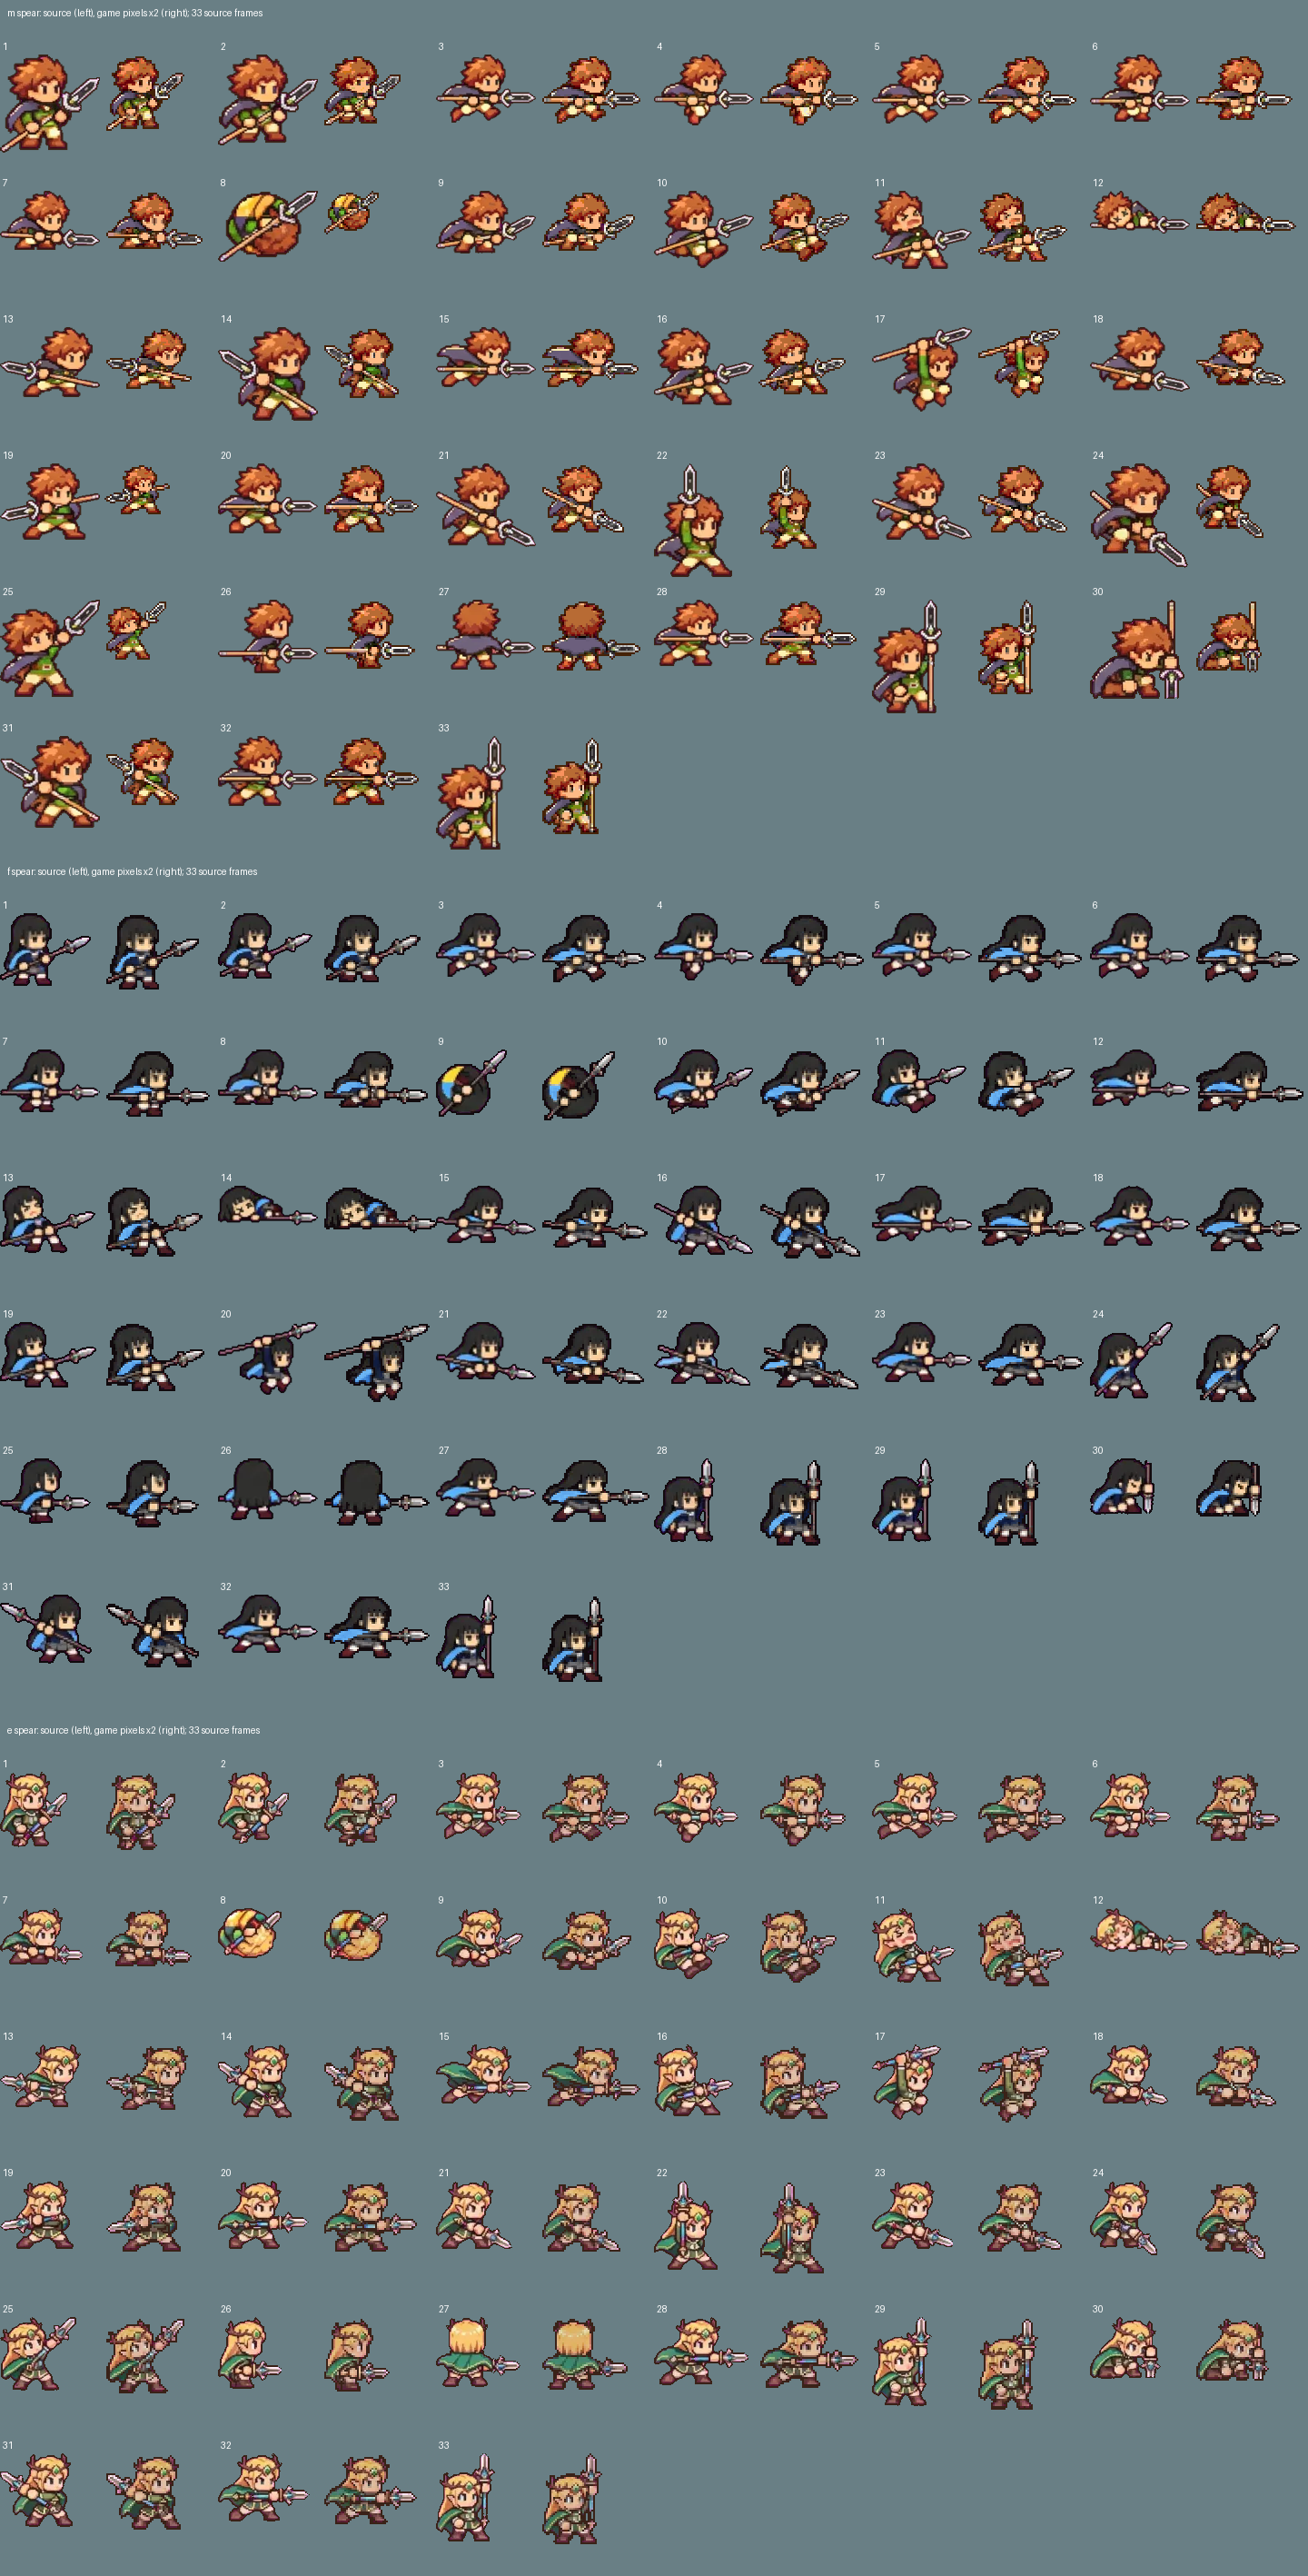 m spear: source (left), game pixels x2 (right); 33 source frames
1 2 3 4 5 6
7 8 9 10 11 12
13 14 15 16 17 18
19 20 21 22 23 24
25 26 27 28 29 30
31 32 33
f spear: source (left), game pixels x2 (right); 33 source frames
1 2 3 4 5 6
7 8 9 10 11 12
13 14 15 16 17 18
19 20 21 22 23 24
25 26 27 28 29 30
31 32 33
e spear: source (left), game pixels x2 (right); 33 source frames
1 2 3 4 5 6
7 8 9 10 11 12
13 14 15 16 17 18
19 20 21 22 23 24
25 26 27 28 29 30
31 32 33